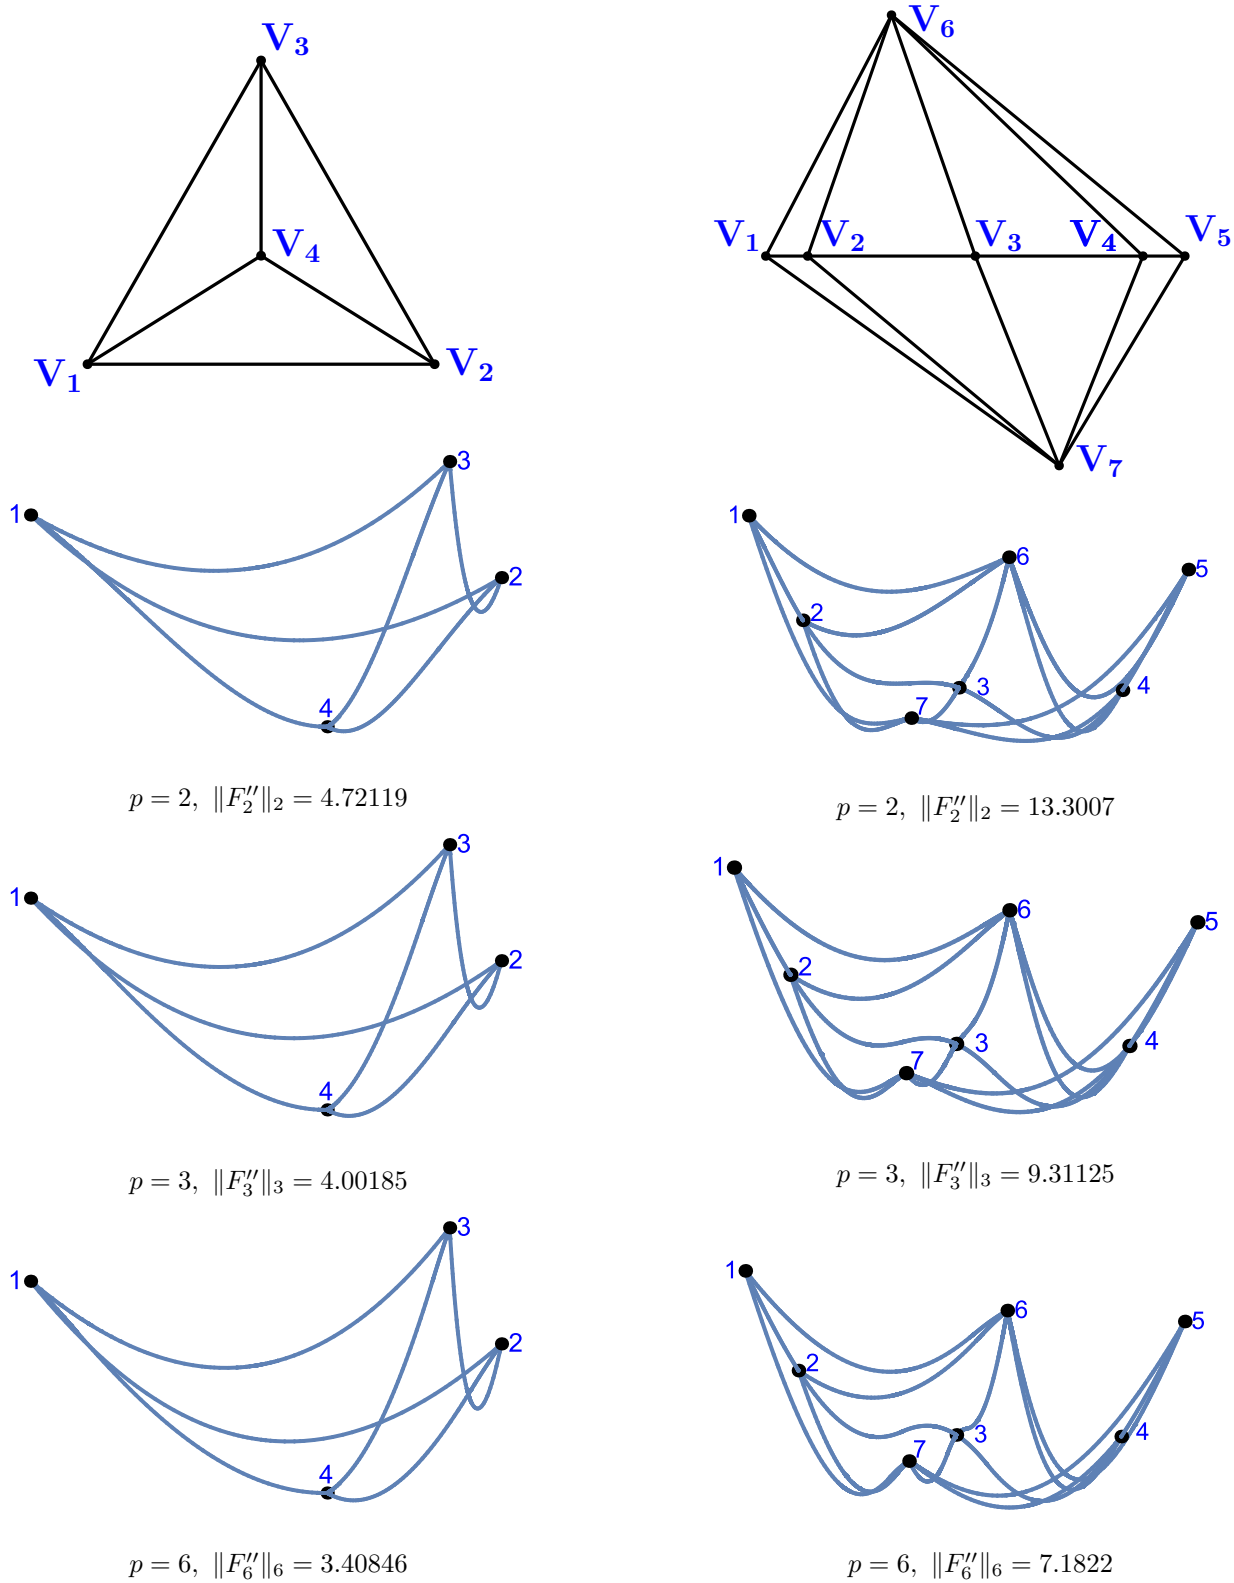 V₃
V₄
V₁
V₂
V₆
V₁
V₂
V₃
V₄
V₅
V₇
3
1
2
4
p = 2, ‖F₂″‖₂ = 4.72119
1
6
5
2
3
4
7
p = 2, ‖F₂″‖₂ = 13.3007
3
1
2
4
p = 3, ‖F₃″‖₃ = 4.00185
1
6
5
2
3
4
7
p = 3, ‖F₃″‖₃ = 9.31125
3
1
2
4
p = 6, ‖F₆″‖₆ = 3.40846
1
6
5
2
3
4
7
p = 6, ‖F₆″‖₆ = 7.1822